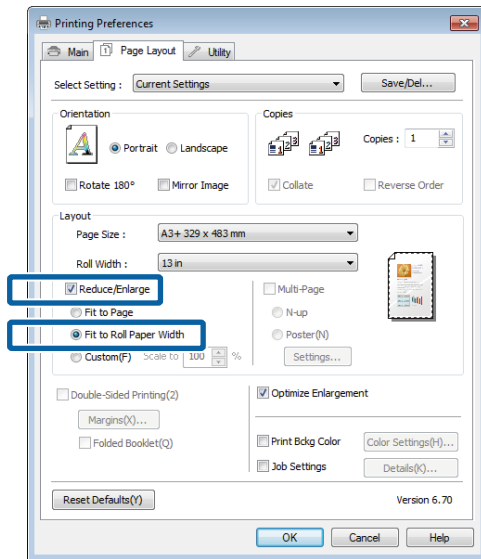 Printing Preferences
Main Page Layout Utility
Select Setting : Current Settings Save/Del...
Orientation
Portrait Landscape
Rotate 180° Mirror Image
Copies
Copies : 1
Collate Reverse Order
Layout
Page Size : A3+ 329 x 483 mm
Roll Width : 13 in
Reduce/Enlarge
Fit to Page
Fit to Roll Paper Width
Custom(F) Scale to 100 %
Multi-Page
N-up
Poster(N)
Settings...
Double-Sided Printing(2)
Margins(X)...
Folded Booklet(Q)
Optimize Enlargement
Print Bckg Color Color Settings(H)...
Job Settings Details(K)...
Reset Defaults(Y) Version 6.70
OK Cancel Help